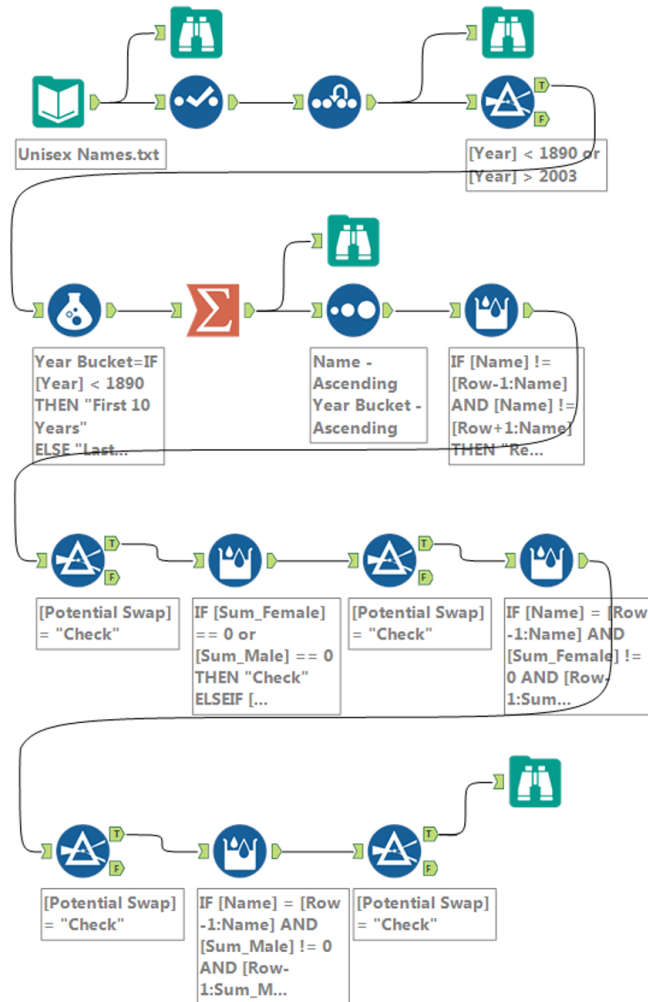 T
F
Unisex Names.txt
[Year] < 1890 or
[Year] > 2003
Year Bucket=IF
[Year] < 1890
THEN "First 10
Years"
ELSE "Last...
Name -
Ascending
Year Bucket -
Ascending
IF [Name] !=
[Row-1:Name]
AND [Name] !=
[Row+1:Name]
THEN "Re...
T
F
T
F
[Potential Swap]
= "Check"
IF [Sum_Female]
== 0 or
[Sum_Male] == 0
THEN "Check"
ELSEIF [...
[Potential Swap]
= "Check"
IF [Name] = [Row
-1:Name] AND
[Sum_Female] !=
0 AND [Row-
1:Sum...
T
F
T
F
[Potential Swap]
= "Check"
IF [Name] = [Row
-1:Name] AND
[Sum_Male] != 0
AND [Row-
1:Sum_M...
[Potential Swap]
= "Check"